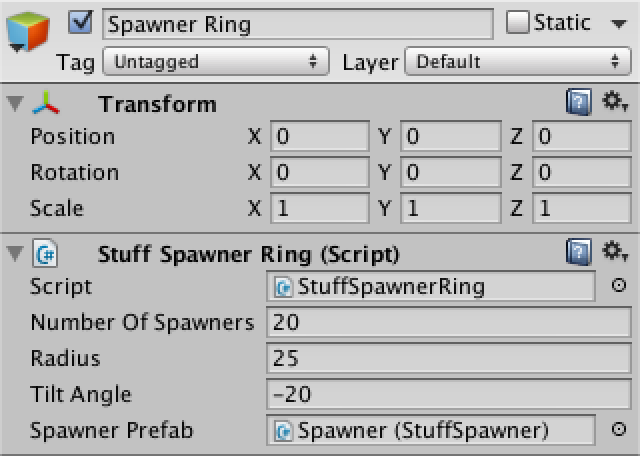 Spawner Ring Static
Tag Untagged Layer Default
Transform
Position X 0 Y 0 Z 0
Rotation X 0 Y 0 Z 0
Scale X 1 Y 1 Z 1
C# Stuff Spawner Ring (Script)
Script C# StuffSpawnerRing
Number Of Spawners 20
Radius 25
Tilt Angle -20
Spawner Prefab C# Spawner (StuffSpawner)